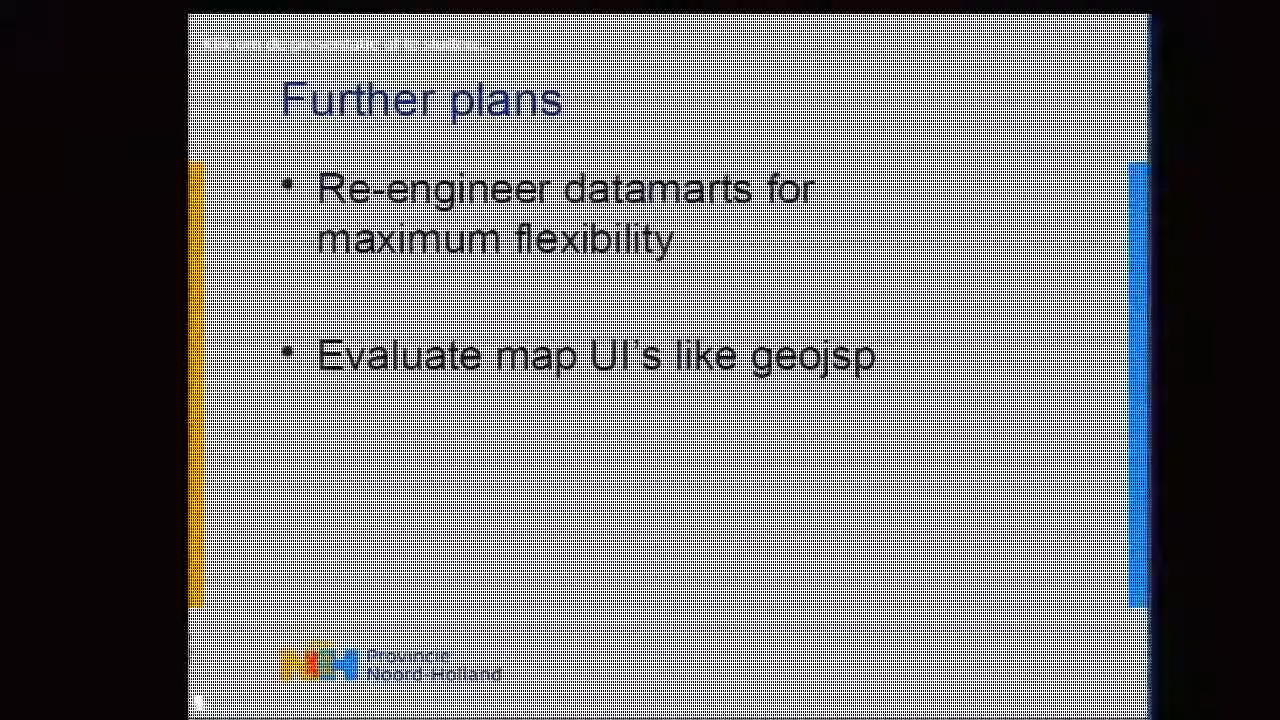 Further plans
• Re-engineer datamarts for
maximum flexibility
• Evaluate map UI's like geojsp
Provincie
Noord-Holland